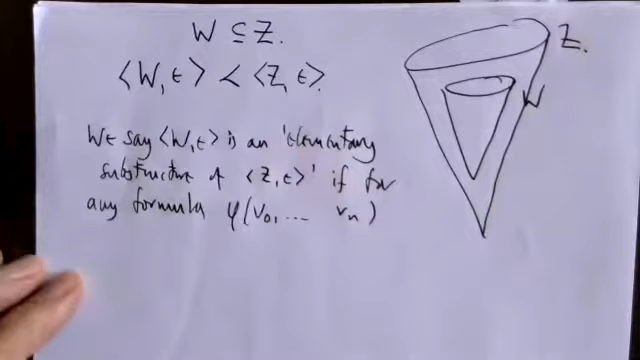 W ⊆ Z.
⟨W, ∈⟩ < ⟨Z, ∈⟩.
Z.
W
We say ⟨W, ∈⟩ is an 'elementary
substructure of ⟨Z, ∈⟩' if for
any formula φ(v₀, ... vₙ)